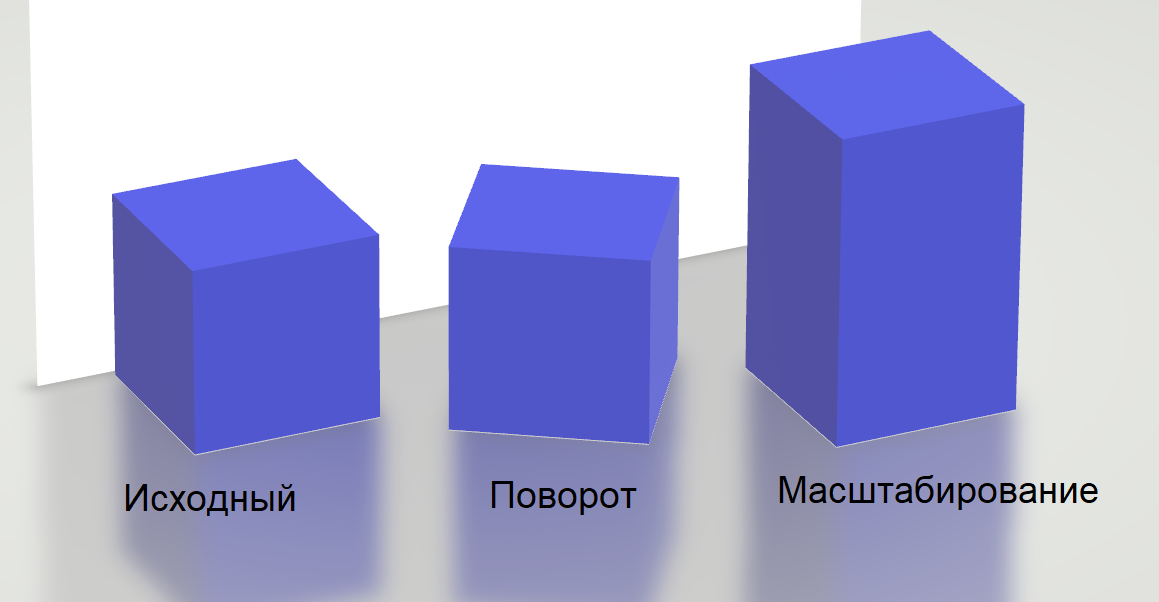 Исходный
Поворот
Масштабирование